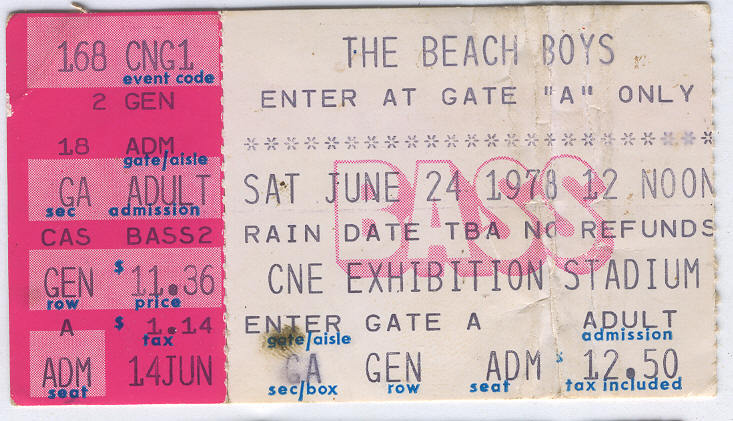 168 CNG1
event code
2 GEN
18 ADM
gate/aisle
GA ADULT
sec admission
CAS BASS2
GEN $ 11.36
row price
A $ 1.14
tax
ADM 14JUN
seat
THE BEACH BOYS
ENTER AT GATE "A" ONLY
****************************
BASS
SAT JUNE 24 1978 12 NOON
RAIN DATE TBA NO REFUNDS
CNE EXHIBITION STADIUM
ENTER GATE A ADULT
gate/aisle admission
GA GEN ADM $ 12.50
sec/box row seat tax included